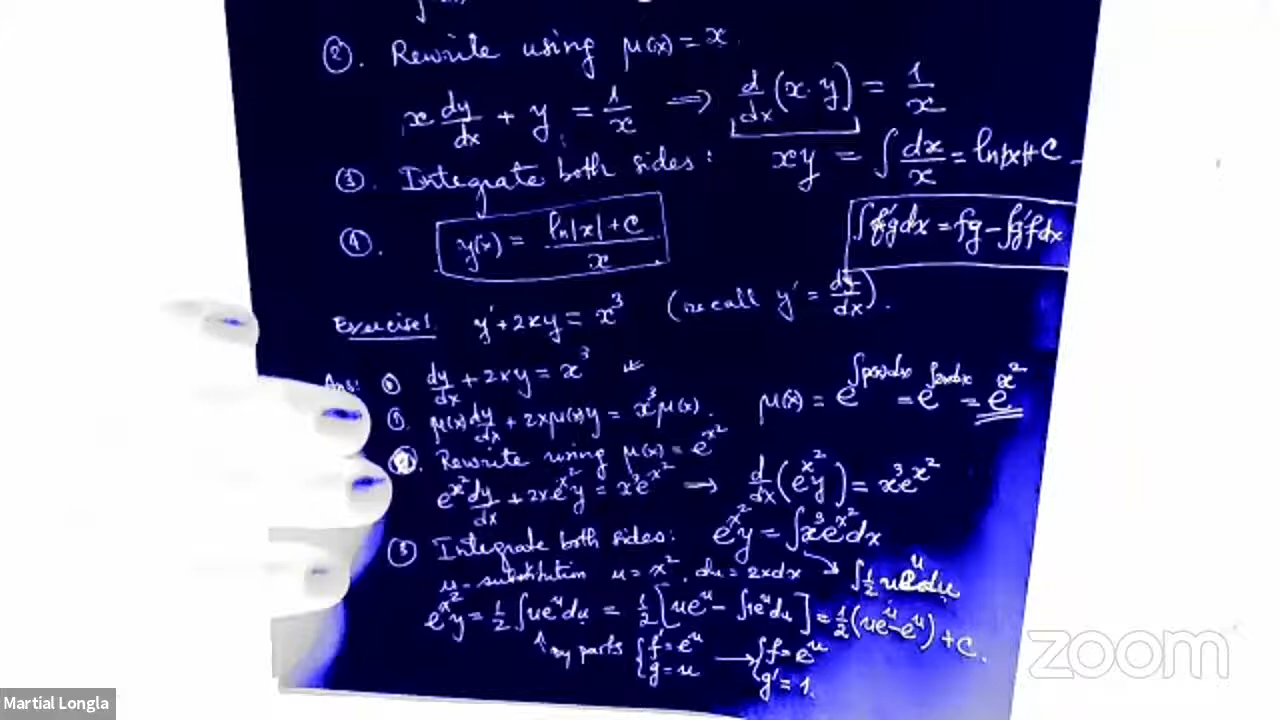 ②. Rewrite using μ(x) = x.
x dy/dx + y = 1/x ⇒ d/dx (x·y) = 1/x
③. Integrate both sides: xy = ∫ dx/x = ln|x| + C
④. y(x) = (ln|x| + C)/x
∫f'g dx = fg − ∫g'f dx
Exercise 1. y' + 2xy = x³ (recall y' = dy/dx).
Ans: ⓪ dy/dx + 2xy = x³
①. μ(x) dy/dx + 2xμ(x)y = x³μ(x). μ(x) = e^{∫p(x)dx} = e^{∫2xdx} = e^{x²}
②. Rewrite using μ(x) = e^{x²}
e^{x²} dy/dx + 2xe^{x²}y = x³e^{x²} → d/dx (e^{x²}y) = x³e^{x²}
③ Integrate both sides: e^{x²}y = ∫x³e^{x²}dx
u-substitution u = x², du = 2xdx → ∫½ue^u du
e^{x²}y = ½∫ue^u du = ½[ue^u − ∫1e^u du] = ½(ue^u − e^u) + C.
↑ by parts { f' = e^u → { f = e^u
g = u g' = 1.
zoom
Martial Longla